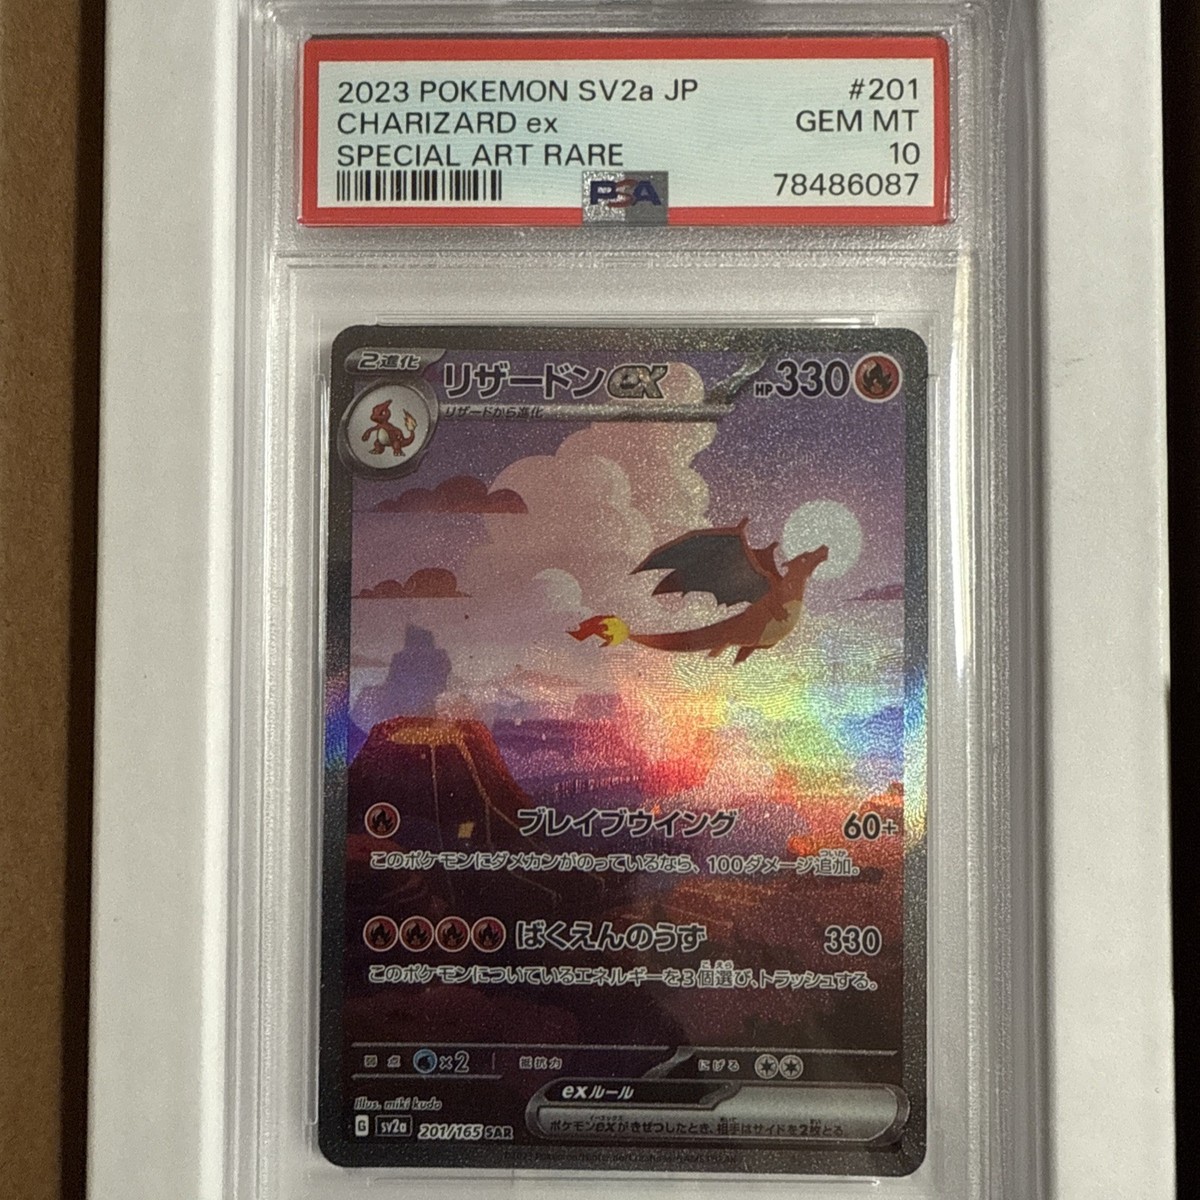 2023 POKEMON SV2a JP #201
CHARIZARD ex GEM MT
SPECIAL ART RARE 10
PSA 78486087
2進化 リザードンex HP330
リザードから進化
ブレイブウイング 60+
このポケモンにダメカンがのっているなら、100ダメージ追加。
ばくえんのうず 330
このポケモンについているエネルギーを3個選び、トラッシュする。
弱点 ×2 抵抗力 にげる
exルール
ポケモンexがきぜつしたとき、相手はサイドを2枚とる。
illus. miki kudo
G sv2a 201/165 SAR